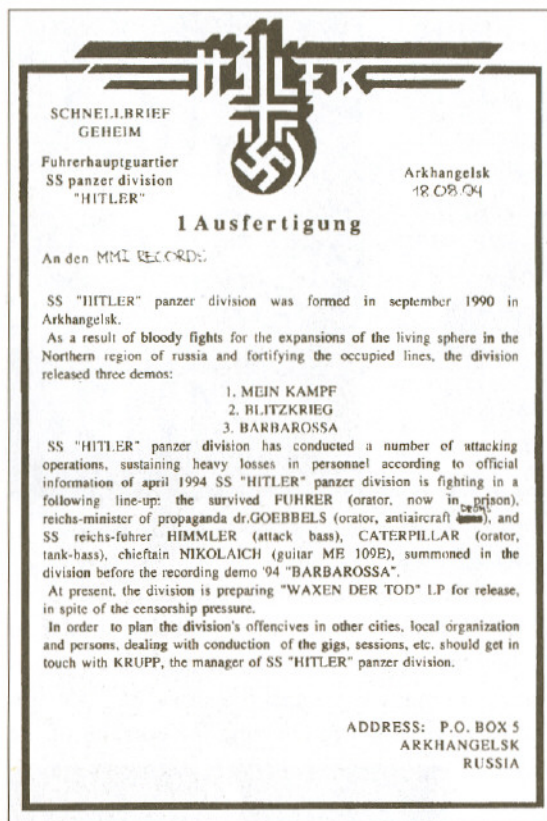 HITLER
SCHNELLBRIEF
GEHEIM
Fuhrerhauptguartier
SS panzer division
"HITLER"
Arkhangelsk
18.08.94
1 Ausfertigung
An den MMI RECORDS
SS "HITLER" panzer division was formed in september 1990 in
Arkhangelsk.
As a result of bloody fights for the expansions of the living sphere in the
Northern region of russia and fortifying the occupied lines, the division
released three demos:
1. MEIN KAMPF
2. BLITZKRIEG
3. BARBAROSSA
SS "HITLER" panzer division has conducted a number of attacking
operations, sustaining heavy losses in personnel according to official
information of april 1994 SS "HITLER" panzer division is fighting in a
following line-up: the survived FUHRER (orator, now in prison),
reichs-minister of propaganda dr.GOEBBELS (orator, antiaircraft drums), and
SS reichs-fuhrer HIMMLER (attack bass), CATERPILLAR (orator,
tank-bass), chieftain NIKOLAICH (guitar ME 109E), summoned in the
division before the recording demo '94 "BARBAROSSA".
At present, the division is preparing "WAXEN DER TOD" LP for release,
in spite of the censorship pressure.
In order to plan the division's offencives in other cities, local organization
and persons, dealing with conduction of the gigs, sessions, etc. should get in
touch with KRUPP, the manager of SS "HITLER" panzer division.
ADDRESS: P.O. BOX 5
ARKHANGELSK
RUSSIA